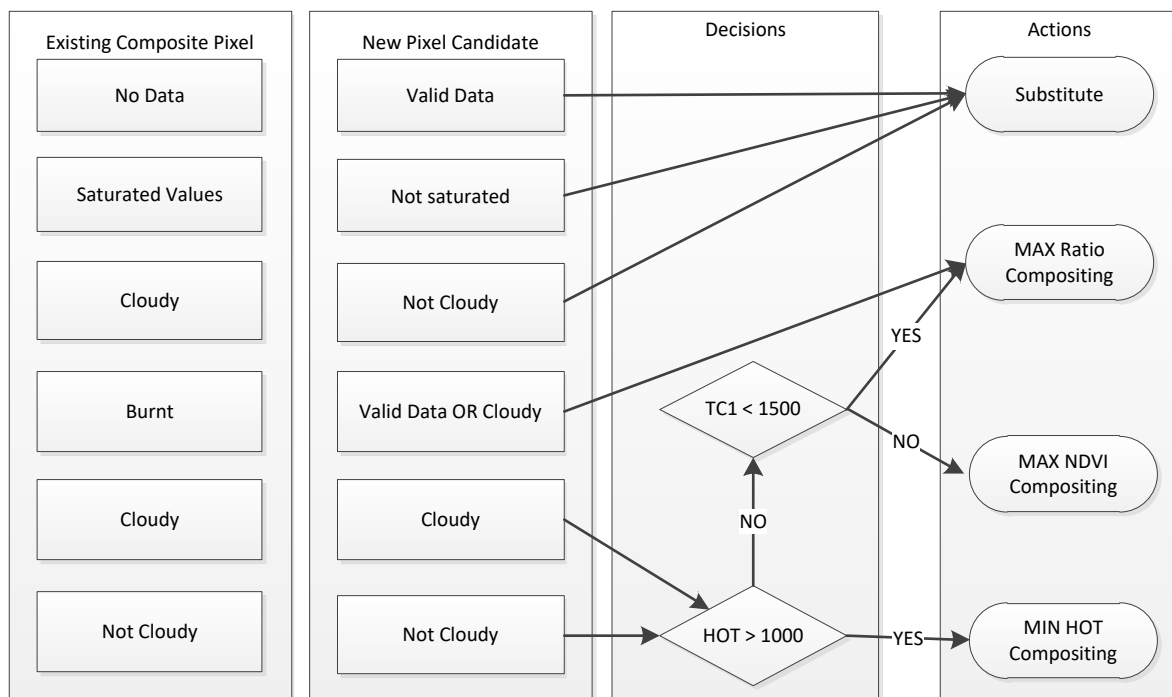 Existing Composite Pixel
No Data
Saturated Values
Cloudy
Burnt
Cloudy
Not Cloudy
New Pixel Candidate
Valid Data
Not saturated
Not Cloudy
Valid Data OR Cloudy
Cloudy
Not Cloudy
Decisions
TC1 < 1500
YES
NO
NO
HOT > 1000
YES
Actions
Substitute
MAX Ratio
Compositing
MAX NDVI
Compositing
MIN HOT
Compositing